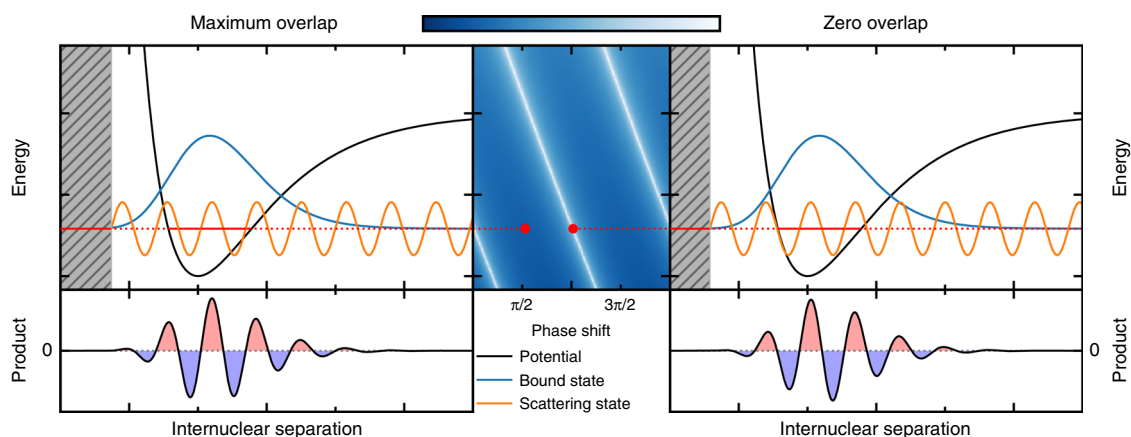 Maximum overlap
Zero overlap
Energy
Energy
π/2
3π/2
Phase shift
Product
0
Potential
Bound state
Scattering state
0
Product
Internuclear separation
Internuclear separation